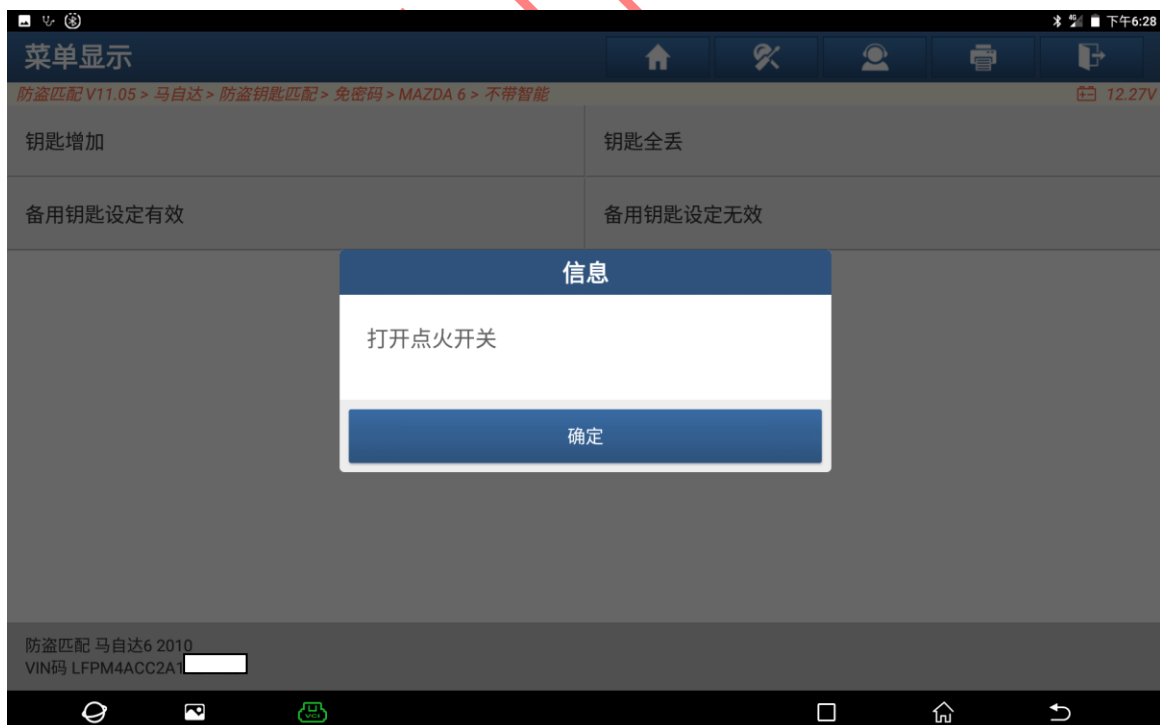 4G 下午6:28
菜单显示
防盗匹配 V11.05 > 马自达 > 防盗钥匙匹配 > 免密码 > MAZDA 6 > 不带智能 12.27V
钥匙增加 钥匙全丢
备用钥匙设定有效 备用钥匙设定无效
信息
打开点火开关
确定
防盗匹配 马自达6 2010
VIN码 LFPM4ACC2A1
VCI